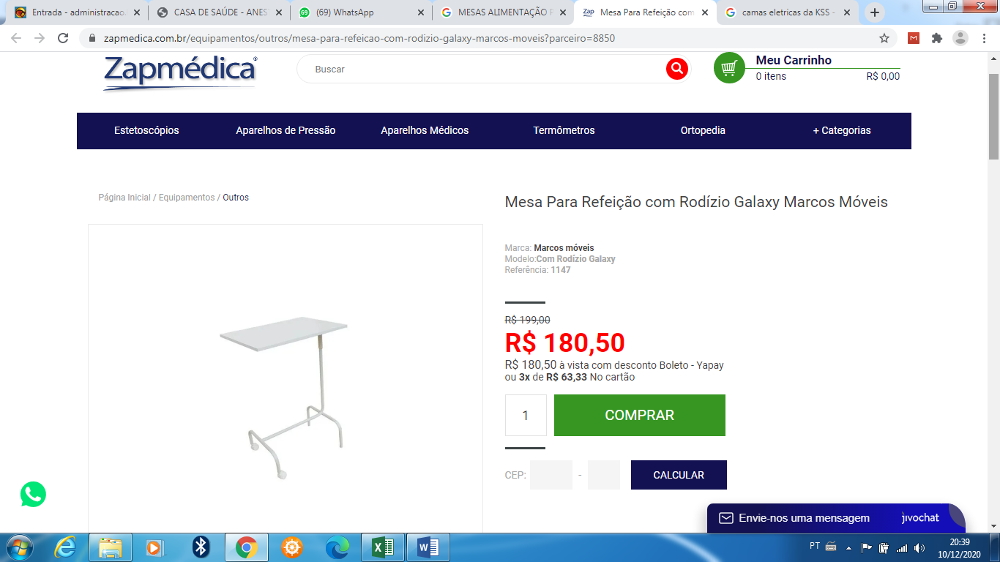 Entrada - administracao.
CASA DE SAÚDE - ANES
(69) WhatsApp
MESAS ALIMENTAÇÃO P
Mesa Para Refeição com
camas eletricas da KSS -
zapmedica.com.br/equipamentos/outros/mesa-para-refeicao-com-rodizio-galaxy-marcos-moveis?parceiro=8850
Zapmédica®
Buscar
Meu Carrinho
0 itens R$ 0,00
Estetoscópios Aparelhos de Pressão Aparelhos Médicos Termômetros Ortopedia + Categorias
Página Inicial / Equipamentos / Outros
Mesa Para Refeição com Rodízio Galaxy Marcos Móveis
Marca: Marcos móveis
Modelo:Com Rodízio Galaxy
Referência: 1147
R$ 199,00
R$ 180,50
R$ 180,50 à vista com desconto Boleto - Yapay
ou 3x de R$ 63,33 No cartão
1 COMPRAR
CEP: - CALCULAR
Envie-nos uma mensagem jivochat
PT 20:39
10/12/2020